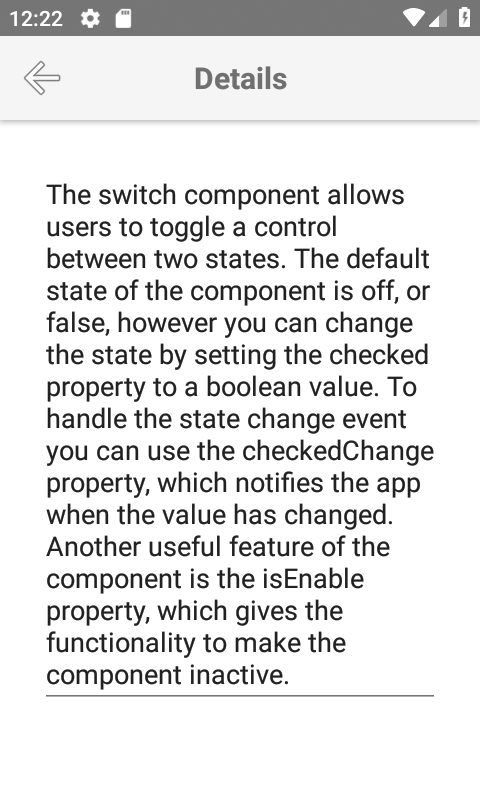 12:22
Details
The switch component allows
users to toggle a control
between two states. The default
state of the component is off, or
false, however you can change
the state by setting the checked
property to a boolean value. To
handle the state change event
you can use the checkedChange
property, which notifies the app
when the value has changed.
Another useful feature of the
component is the isEnable
property, which gives the
functionality to make the
component inactive.